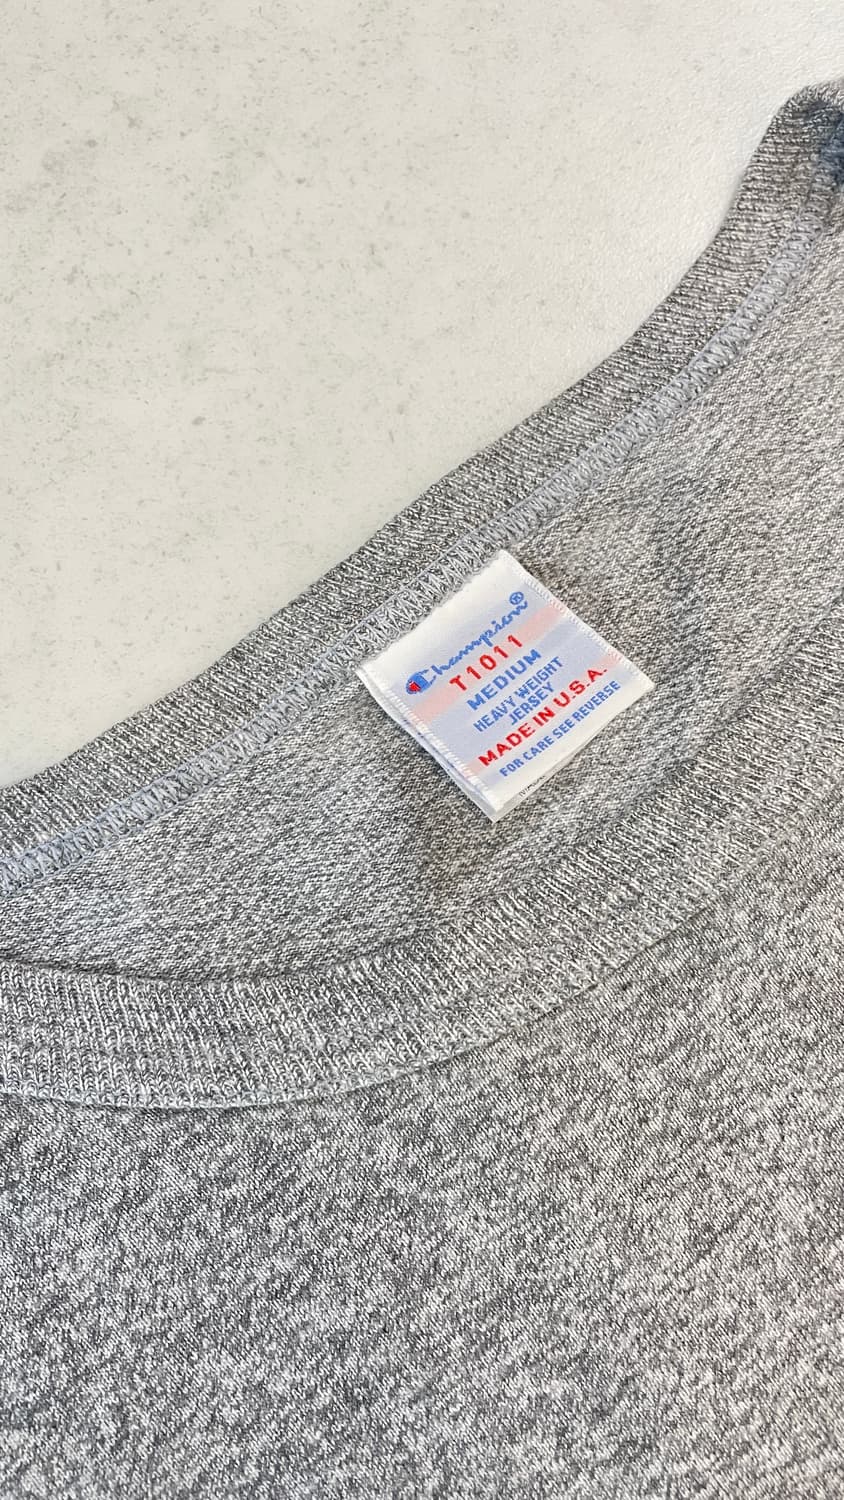 Champion®
T1011
MEDIUM
HEAVY WEIGHT
JERSEY
MADE IN U.S.A.
FOR CARE SEE REVERSE